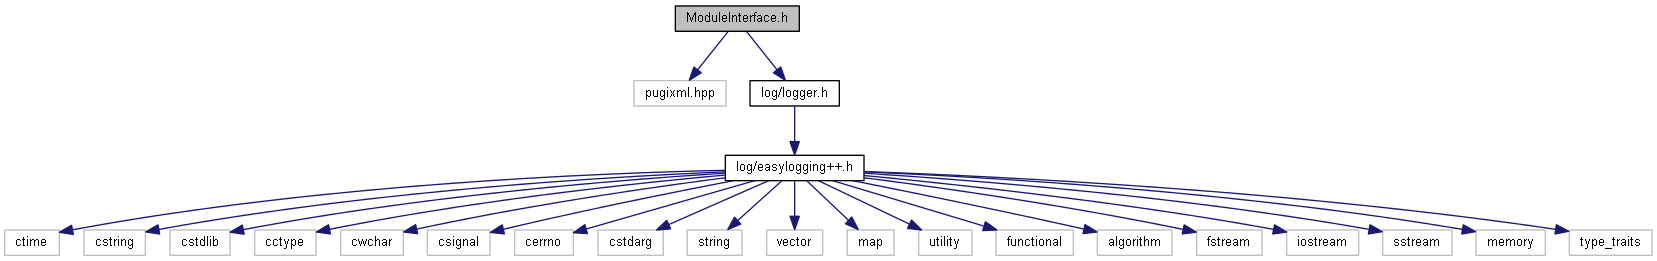 ModuleInterface.h
pugixml.hpp
log/logger.h
log/easylogging++.h
ctime
cstring
cstdlib
cctype
cwchar
csignal
cerrno
cstdarg
string
vector
map
utility
functional
algorithm
fstream
iostream
sstream
memory
type_traits